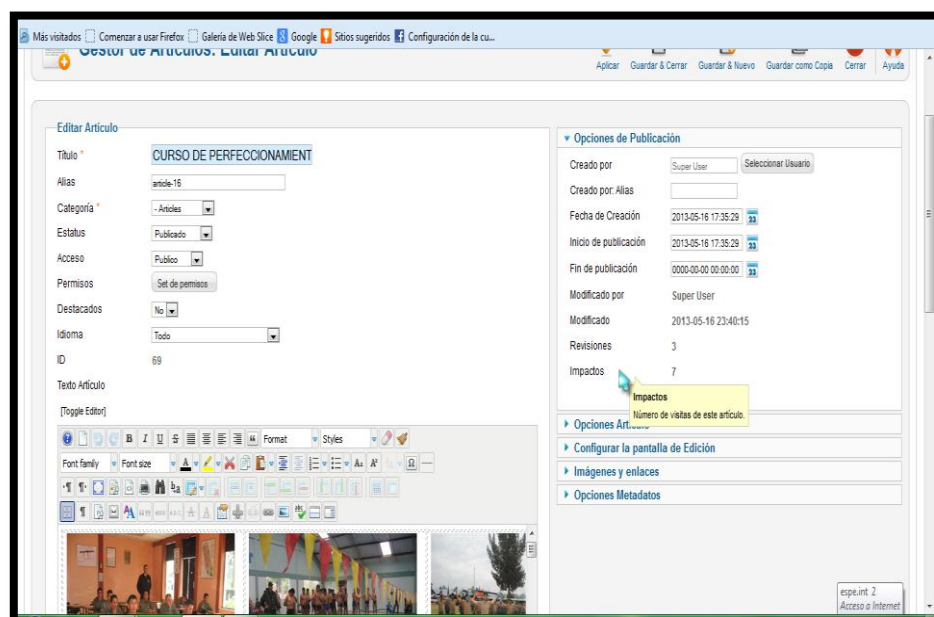 Más visitados Comenzar a usar Firefox Galería de Web Slice Google Sitios sugeridos Configuración de la cu...
Gestor de Artículos: Editar Artículo
Aplicar Guardar & Cerrar Guardar & Nuevo Guardar como Copia Cerrar Ayuda
Editar Artículo
Título * CURSO DE PERFECCIONAMIENT
Alias article-16
Categoría * - Articles
Estatus Publicado
Acceso Publico
Permisos Set de permisos
Destacados No
Idioma Todo
ID 69
Texto Artículo
[Toggle Editor]
B I U Format Styles
Font family Font size
Opciones de Publicación
Creado por Super User Seleccionar Usuario
Creado por: Alias
Fecha de Creación 2013-05-16 17:35:29 23
Inicio de publicación 2013-05-16 17:35:29 23
Fin de publicación 0000-00-00 00:00:00 23
Modificado por Super User
Modificado 2013-05-16 23:40:15
Revisiones 3
Impactos 7
Impactos
Número de visitas de este artículo.
Opciones Artículo
Configurar la pantalla de Edición
Imágenes y enlaces
Opciones Metadatos
espe.int 2
Acceso a Internet